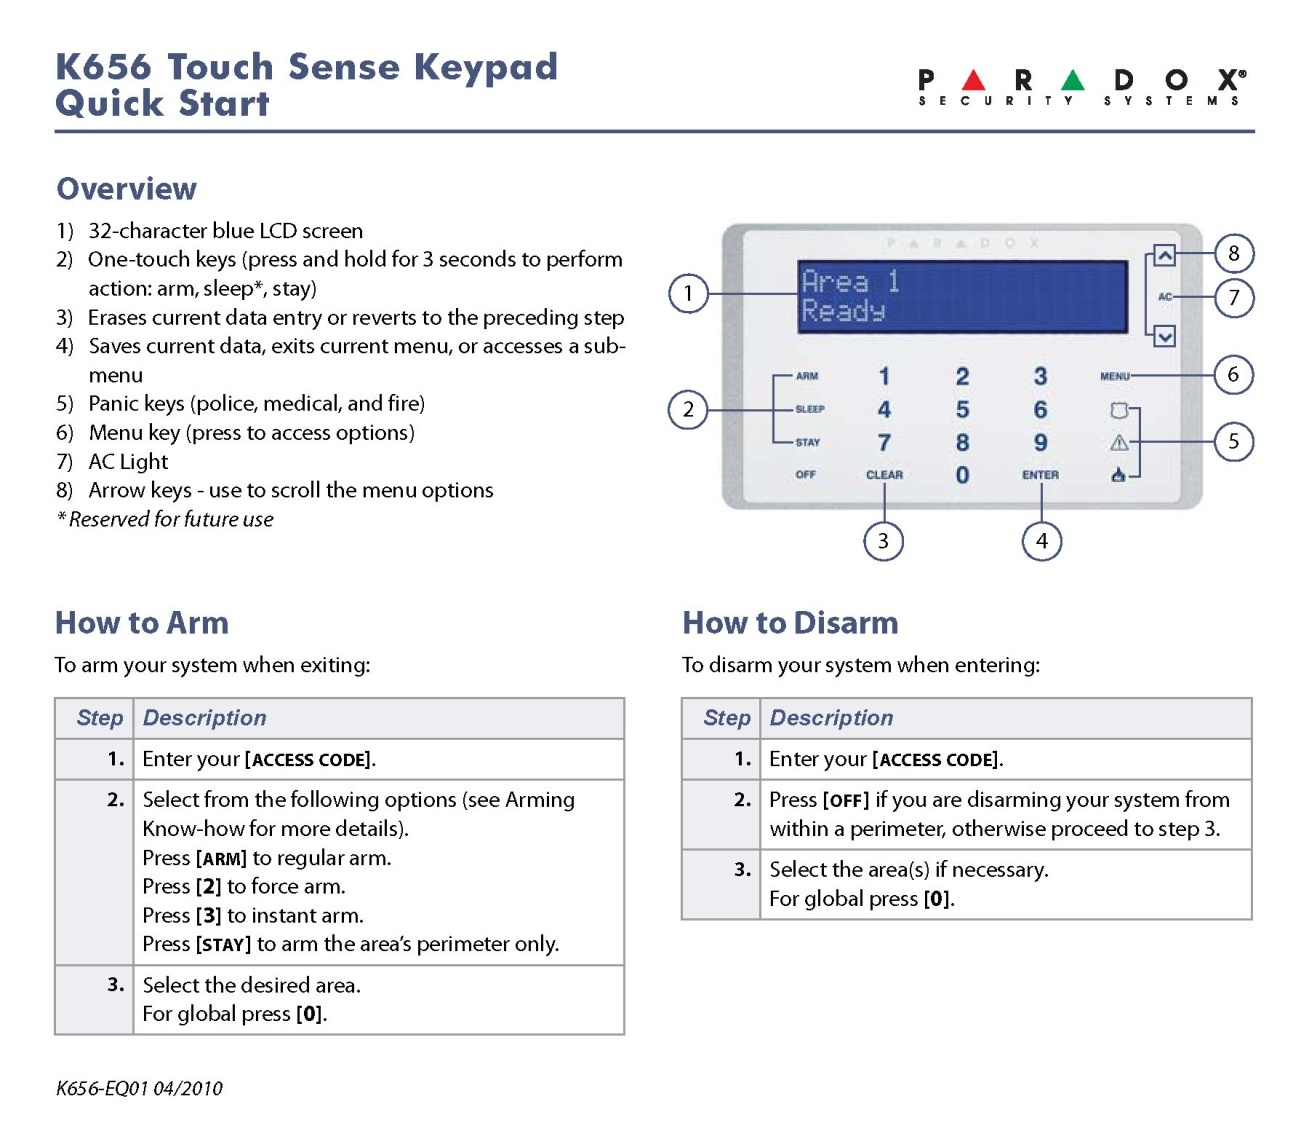 K656 Touch Sense Keypad
Quick Start
PARADOX®
SECURITY SYSTEMS
Overview
1) 32-character blue LCD screen
2) One-touch keys (press and hold for 3 seconds to perform
action: arm, sleep*, stay)
3) Erases current data entry or reverts to the preceding step
4) Saves current data, exits current menu, or accesses a sub-
menu
5) Panic keys (police, medical, and fire)
6) Menu key (press to access options)
7) AC Light
8) Arrow keys - use to scroll the menu options
*Reserved for future use
PARADOX
8
1
Area 1
Ready
AC
7
ARM
1
2
3
MENU
6
2
SLEEP
4
5
6
STAY
7
8
9
5
OFF
CLEAR
0
ENTER
3
4
How to Arm
To arm your system when exiting:
Step Description
1. Enter your [ACCESS CODE].
2. Select from the following options (see Arming
Know-how for more details).
Press [ARM] to regular arm.
Press [2] to force arm.
Press [3] to instant arm.
Press [STAY] to arm the area's perimeter only.
3. Select the desired area.
For global press [0].
How to Disarm
To disarm your system when entering:
Step Description
1. Enter your [ACCESS CODE].
2. Press [OFF] if you are disarming your system from
within a perimeter, otherwise proceed to step 3.
3. Select the area(s) if necessary.
For global press [0].
K656-EQ01 04/2010